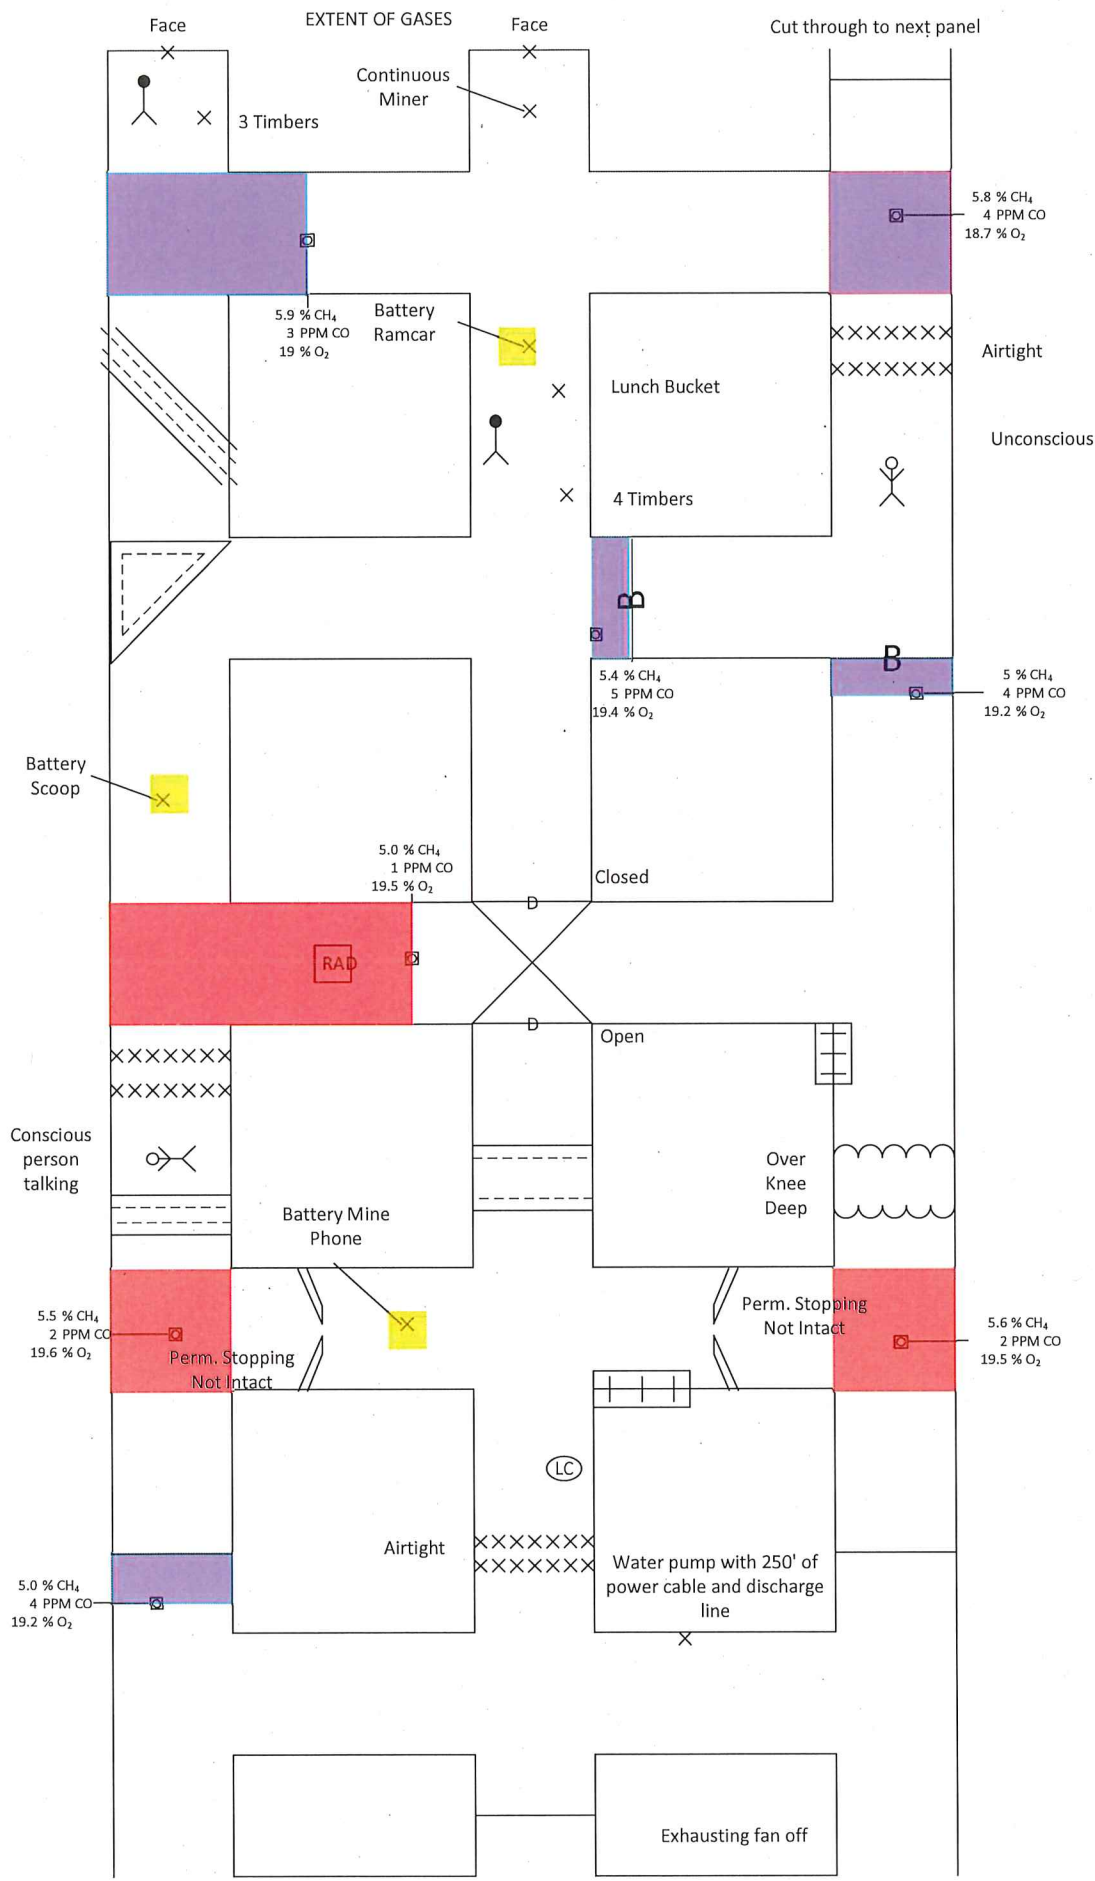 Face
EXTENT OF GASES
Face
Cut through to next panel
Continuous
Miner
3 Timbers
5.8 % CH₄
4 PPM CO
18.7 % O₂
5.9 % CH₄
3 PPM CO
19 % O₂
Battery
Ramcar
Airtight
Lunch Bucket
Unconscious
4 Timbers
B
B
B
5.4 % CH₄
5 PPM CO
19.4 % O₂
5 % CH₄
4 PPM CO
19.2 % O₂
Battery
Scoop
5.0 % CH₄
1 PPM CO
19.5 % O₂
Closed
D
RAD
D
Open
Conscious
person
talking
Over
Knee
Deep
Battery Mine
Phone
5.5 % CH₄
2 PPM CO
19.6 % O₂
Perm. Stopping
Not Intact
Perm. Stopping
Not Intact
5.6 % CH₄
2 PPM CO
19.5 % O₂
LC
Airtight
Water pump with 250' of
power cable and discharge
line
5.0 % CH₄
4 PPM CO
19.2 % O₂
Exhausting fan off